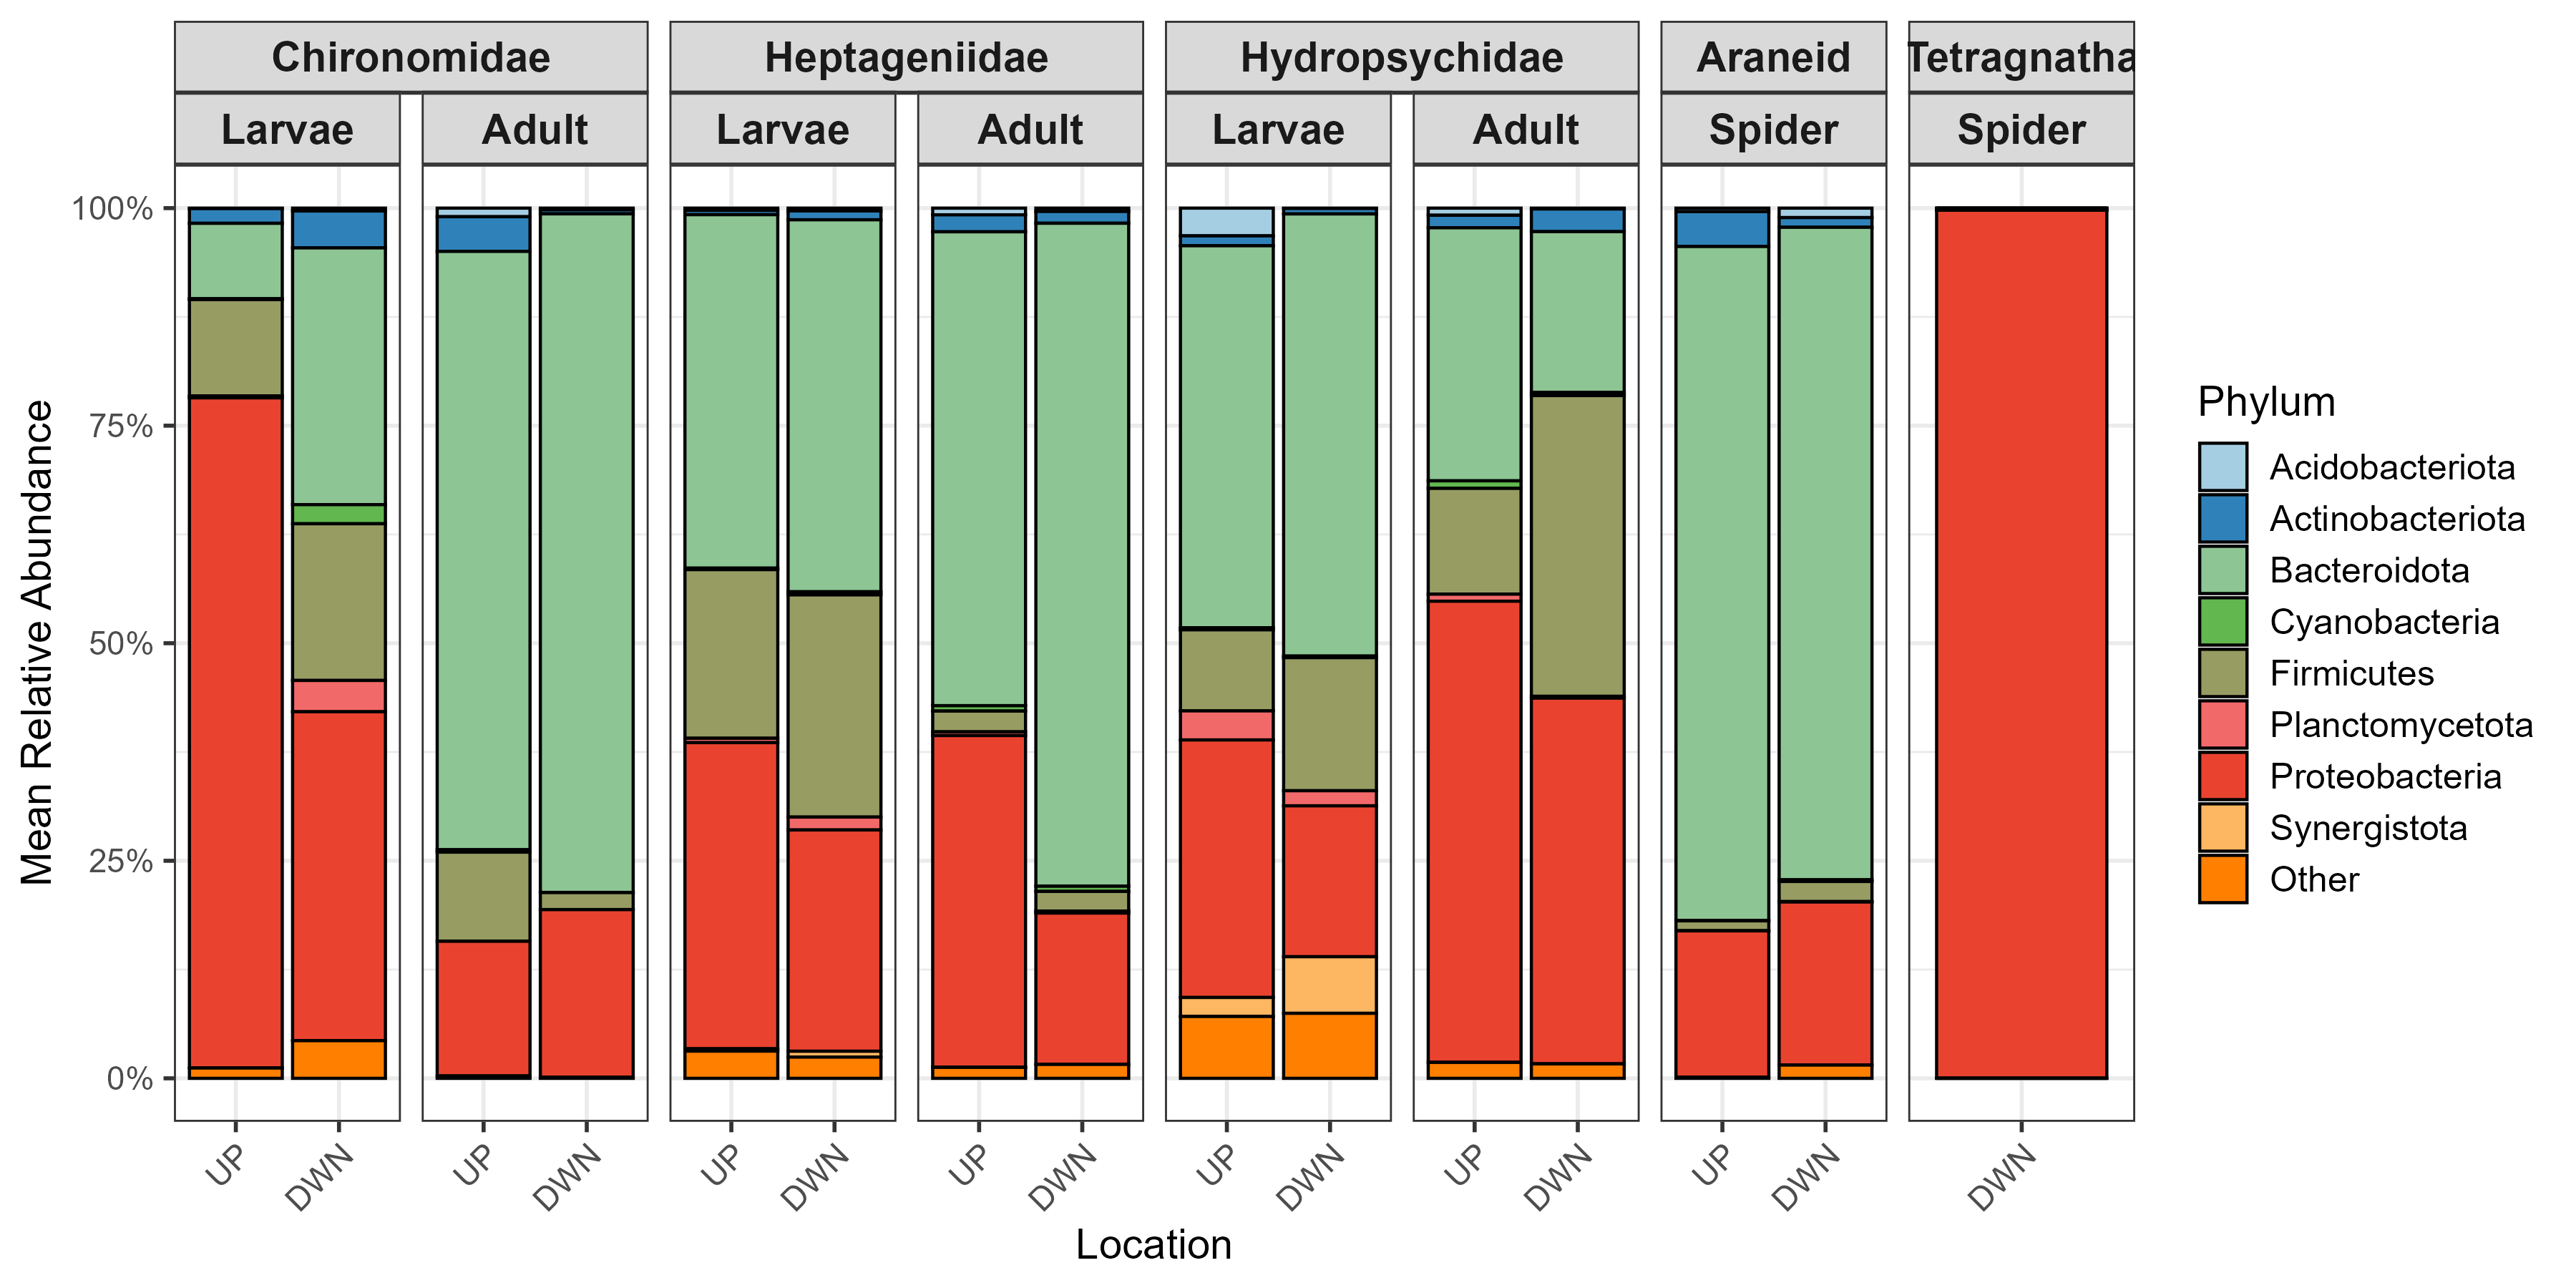 Chironomidae Heptageniidae Hydropsychidae Araneid Tetragnatha
Larvae Adult Larvae Adult Larvae Adult Spider Spider
100%
75%
50%
25%
0%
Mean Relative Abundance
UP DWN UP DWN UP DWN UP DWN UP DWN UP DWN UP DWN DWN
Location
Phylum
Acidobacteriota
Actinobacteriota
Bacteroidota
Cyanobacteria
Firmicutes
Planctomycetota
Proteobacteria
Synergistota
Other